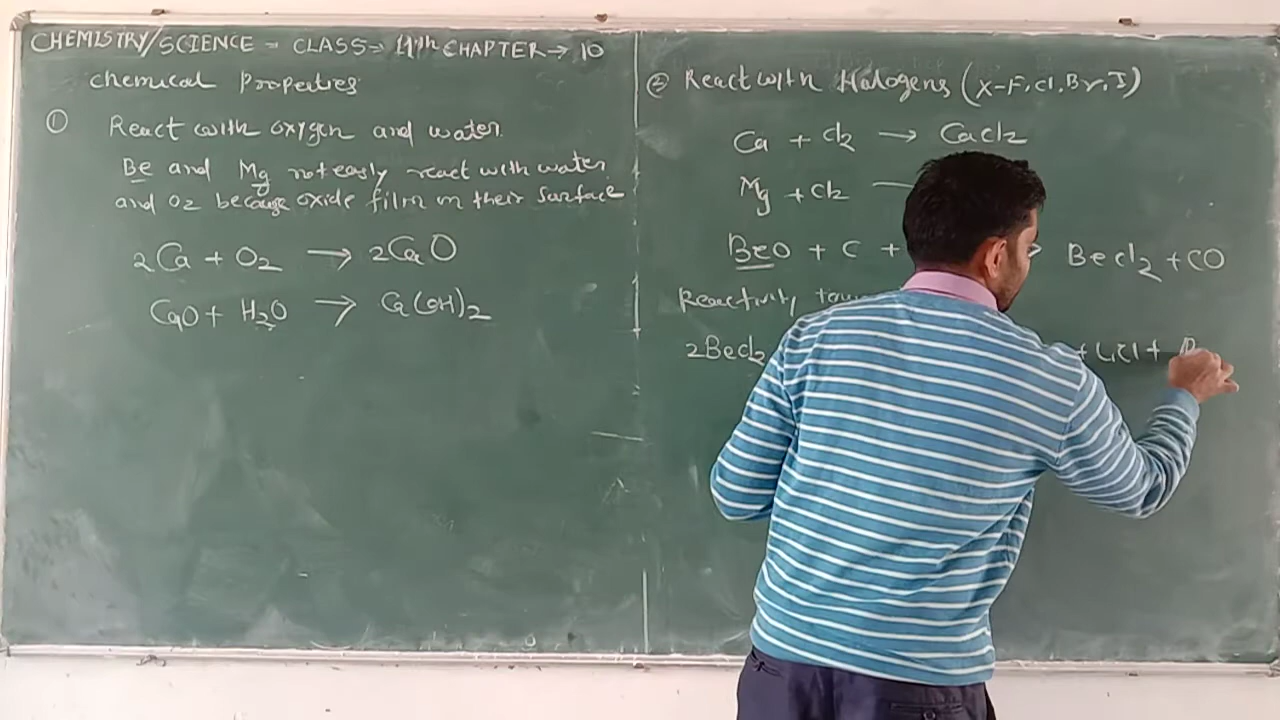 CHEMISTRY/SCIENCE - CLASS - 11th CHAPTER → 10
chemical Properties
① React with oxygen and water.
Be and Mg not easily react with water
and O2 because oxide film on their surface
2Ca + O2 → 2CaO
CaO + H2O → Ca(OH)2
② React with Halogens (X-F, Cl, Br, I)
Ca + Cl2 → CaCl2
Mg + Cl2 —
BeO + C + → BeCl2 + CO
Reactivity
2BeCl2 + LiCl +